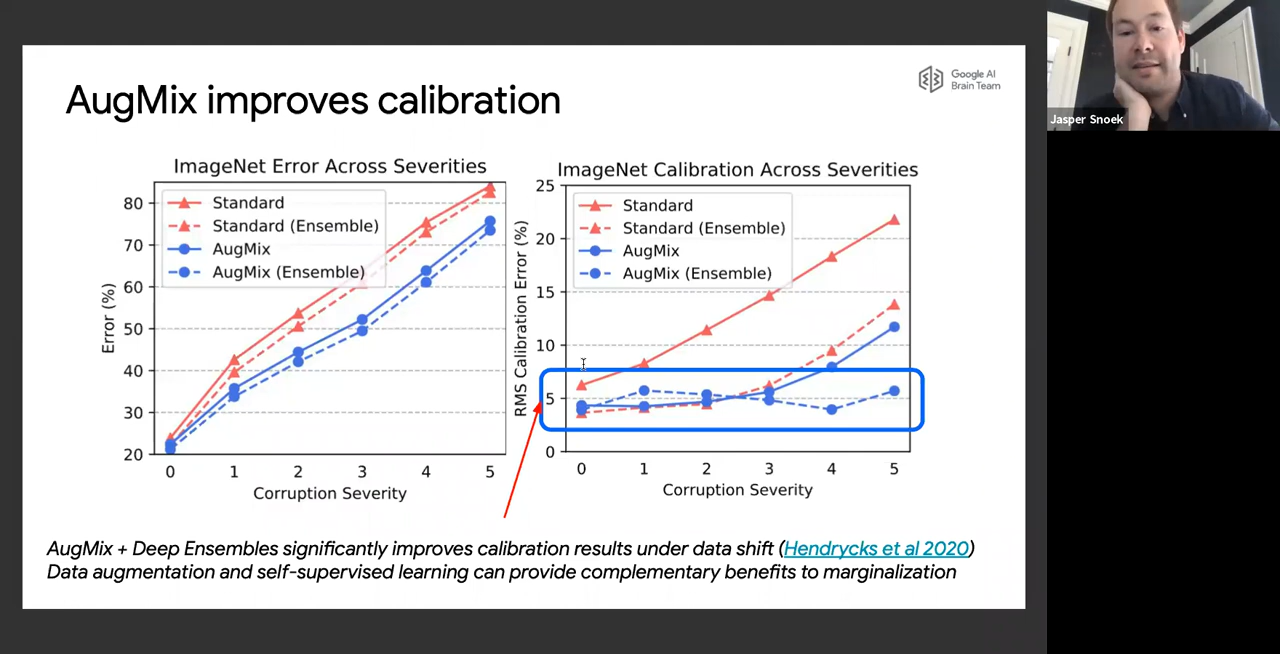 AugMix improves calibration
Google AI
Brain Team
Jasper Snoek
ImageNet Error Across Severities
Standard
Standard (Ensemble)
AugMix
AugMix (Ensemble)
80
70
60
50
40
30
20
Error (%)
0 1 2 3 4 5
Corruption Severity
ImageNet Calibration Across Severities
Standard
Standard (Ensemble)
AugMix
AugMix (Ensemble)
25
20
15
10
5
0
RMS Calibration Error (%)
0 1 2 3 4 5
Corruption Severity
AugMix + Deep Ensembles significantly improves calibration results under data shift (Hendrycks et al 2020)
Data augmentation and self-supervised learning can provide complementary benefits to marginalization